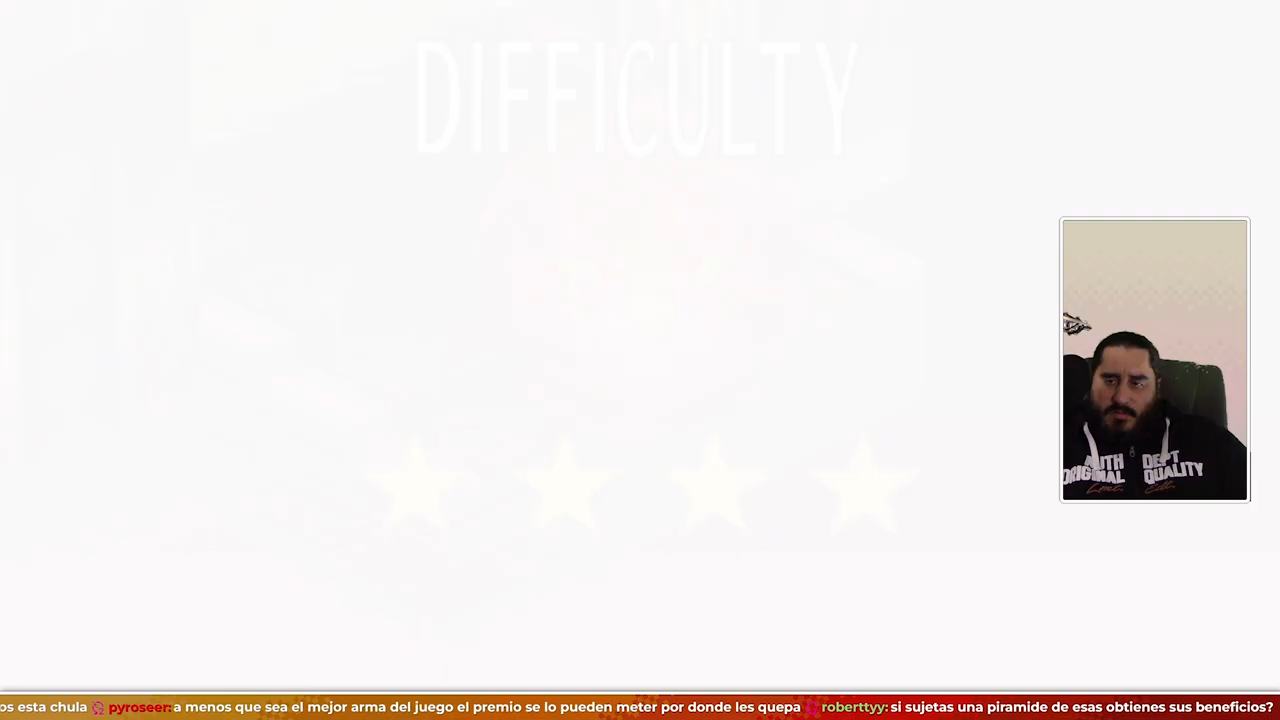 DIFFICULTY
ORIGINAL
DEPT
QUALITY
os esta chula pyroseer: a menos que sea el mejor arma del juego el premio se lo pueden meter por donde les quepa roberttyy: si sujetas una piramide de esas obtienes sus beneficios?